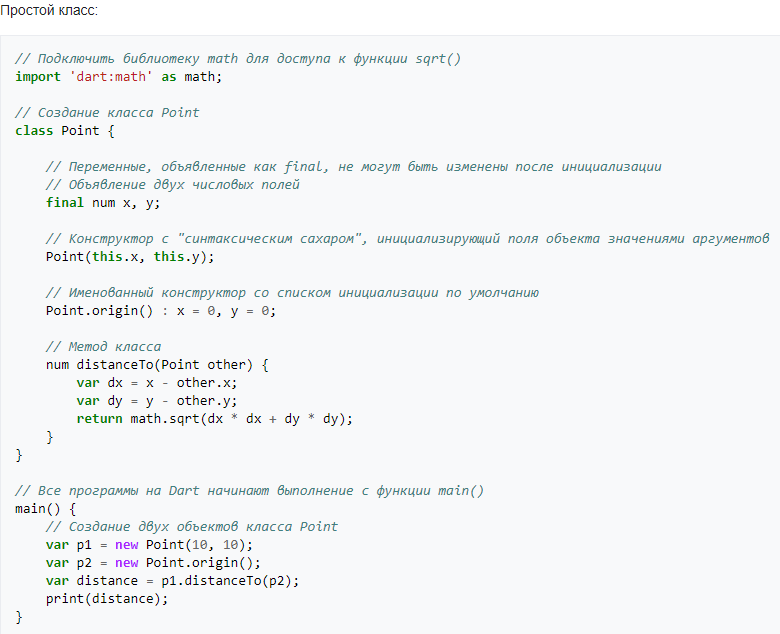 Простой класс:
// Подключить библиотеку math для доступа к функции sqrt()
import 'dart:math' as math;
// Создание класса Point
class Point {
// Переменные, объявленные как final, не могут быть изменены после инициализации
// Объявление двух числовых полей
final num x, y;
// Конструктор с "синтаксическим сахаром", инициализирующий поля объекта значениями аргументов
Point(this.x, this.y);
// Именованный конструктор со списком инициализации по умолчанию
Point.origin() : x = 0, y = 0;
// Метод класса
num distanceTo(Point other) {
var dx = x - other.x;
var dy = y - other.y;
return math.sqrt(dx * dx + dy * dy);
}
}
// Все программы на Dart начинают выполнение с функции main()
main() {
// Создание двух объектов класса Point
var p1 = new Point(10, 10);
var p2 = new Point.origin();
var distance = p1.distanceTo(p2);
print(distance);
}